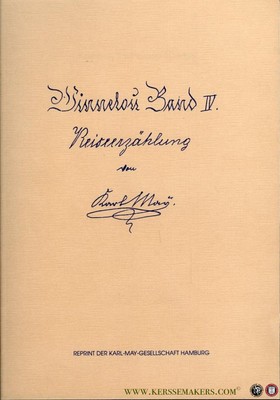 Winnetou Band IV.
Reiseerzählung
von
Karl May.
REPRINT DER KARL-MAY-GESELLSCHAFT HAMBURG
WWW.KERSSEMAKERS.COM